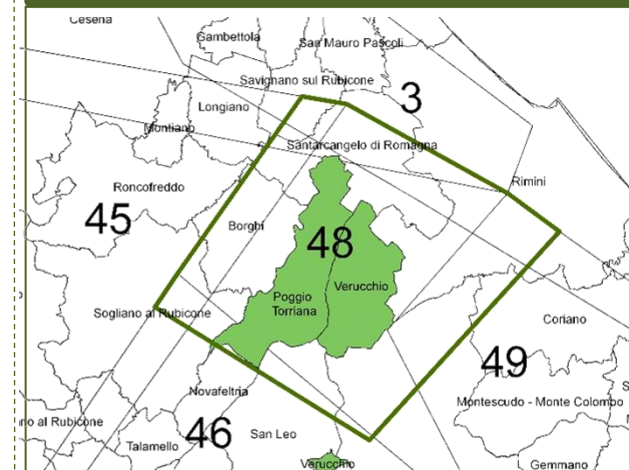 Cesena
Gambettola
San Mauro Pascoli
Savignano sul Rubicone
3
Longiano
Montiano
Santarcangelo di Romagna
Rimini
Roncofreddo
45
Borghi
48
Poggio
Torriana
Verucchio
Sogliano al Rubicone
Coriano
49
Novafeltria
Montescudo - Monte Colombo
no al Rubicone
46
San Leo
Talamello
Verucchio
Gemmano